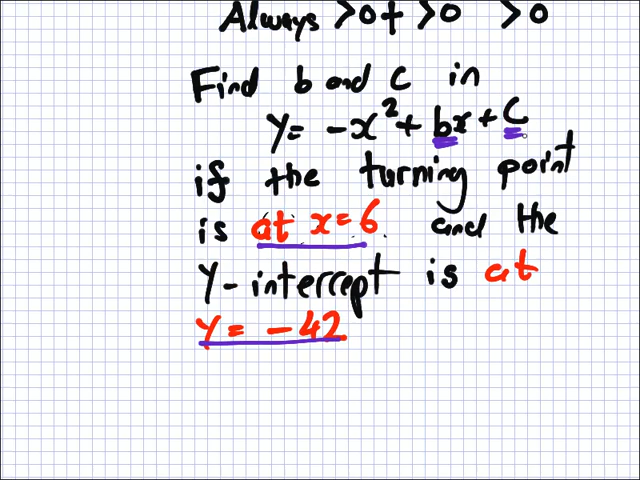 Always >0 + >0 >0
Find b and c in
y = -x² + bx + c
if the turning point
is at x = 6 and the
y-intercept is at
y = -42